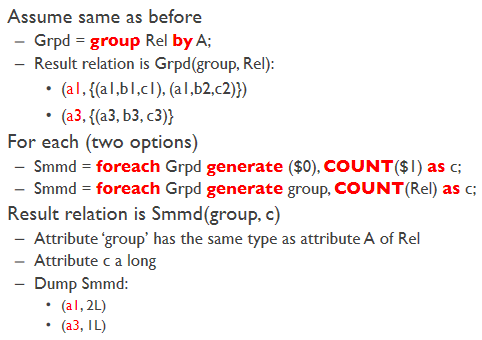 Assume same as before
– Grpd = group Rel by A;
– Result relation is Grpd(group, Rel):
• (a1, {(a1,b1,c1), (a1,b2,c2)})
• (a3, {(a3, b3, c3)}
For each (two options)
– Smmd = foreach Grpd generate ($0), COUNT($1) as c;
– Smmd = foreach Grpd generate group, COUNT(Rel) as c;
Result relation is Smmd(group, c)
– Attribute ‘group’ has the same type as attribute A of Rel
– Attribute c a long
– Dump Smmd:
• (a1, 2L)
• (a3, 1L)